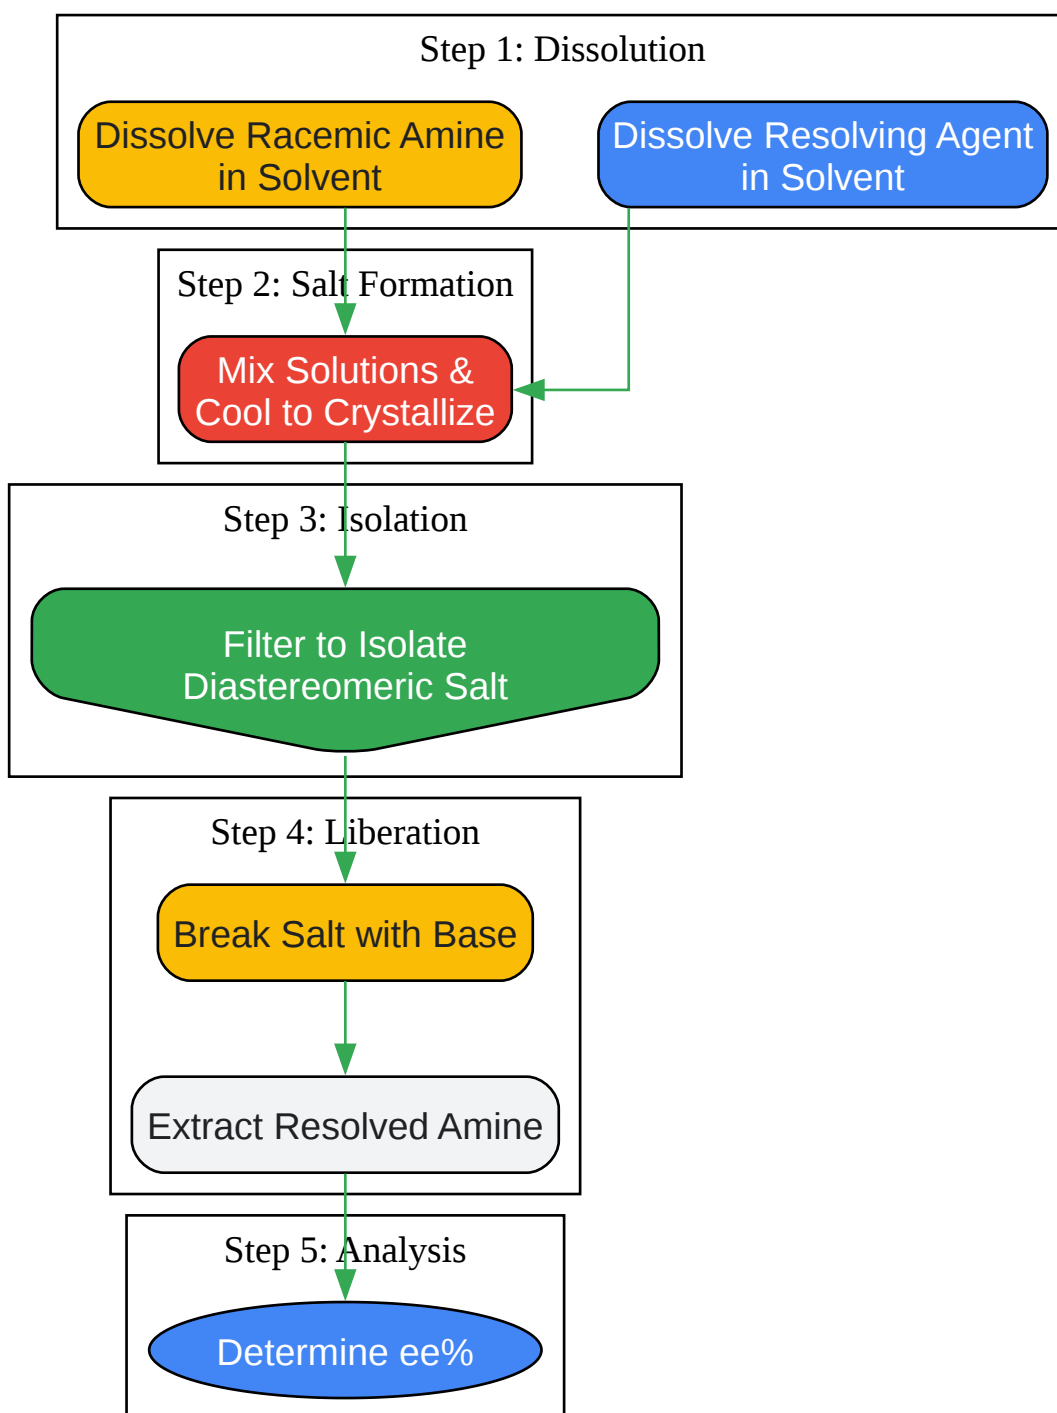 Step 1: Dissolution
Dissolve Racemic Amine
in Solvent
Dissolve Resolving Agent
in Solvent
Step 2: Salt Formation
Mix Solutions &
Cool to Crystallize
Step 3: Isolation
Filter to Isolate
Diastereomeric Salt
Step 4: Liberation
Break Salt with Base
Extract Resolved Amine
Step 5: Analysis
Determine ee%